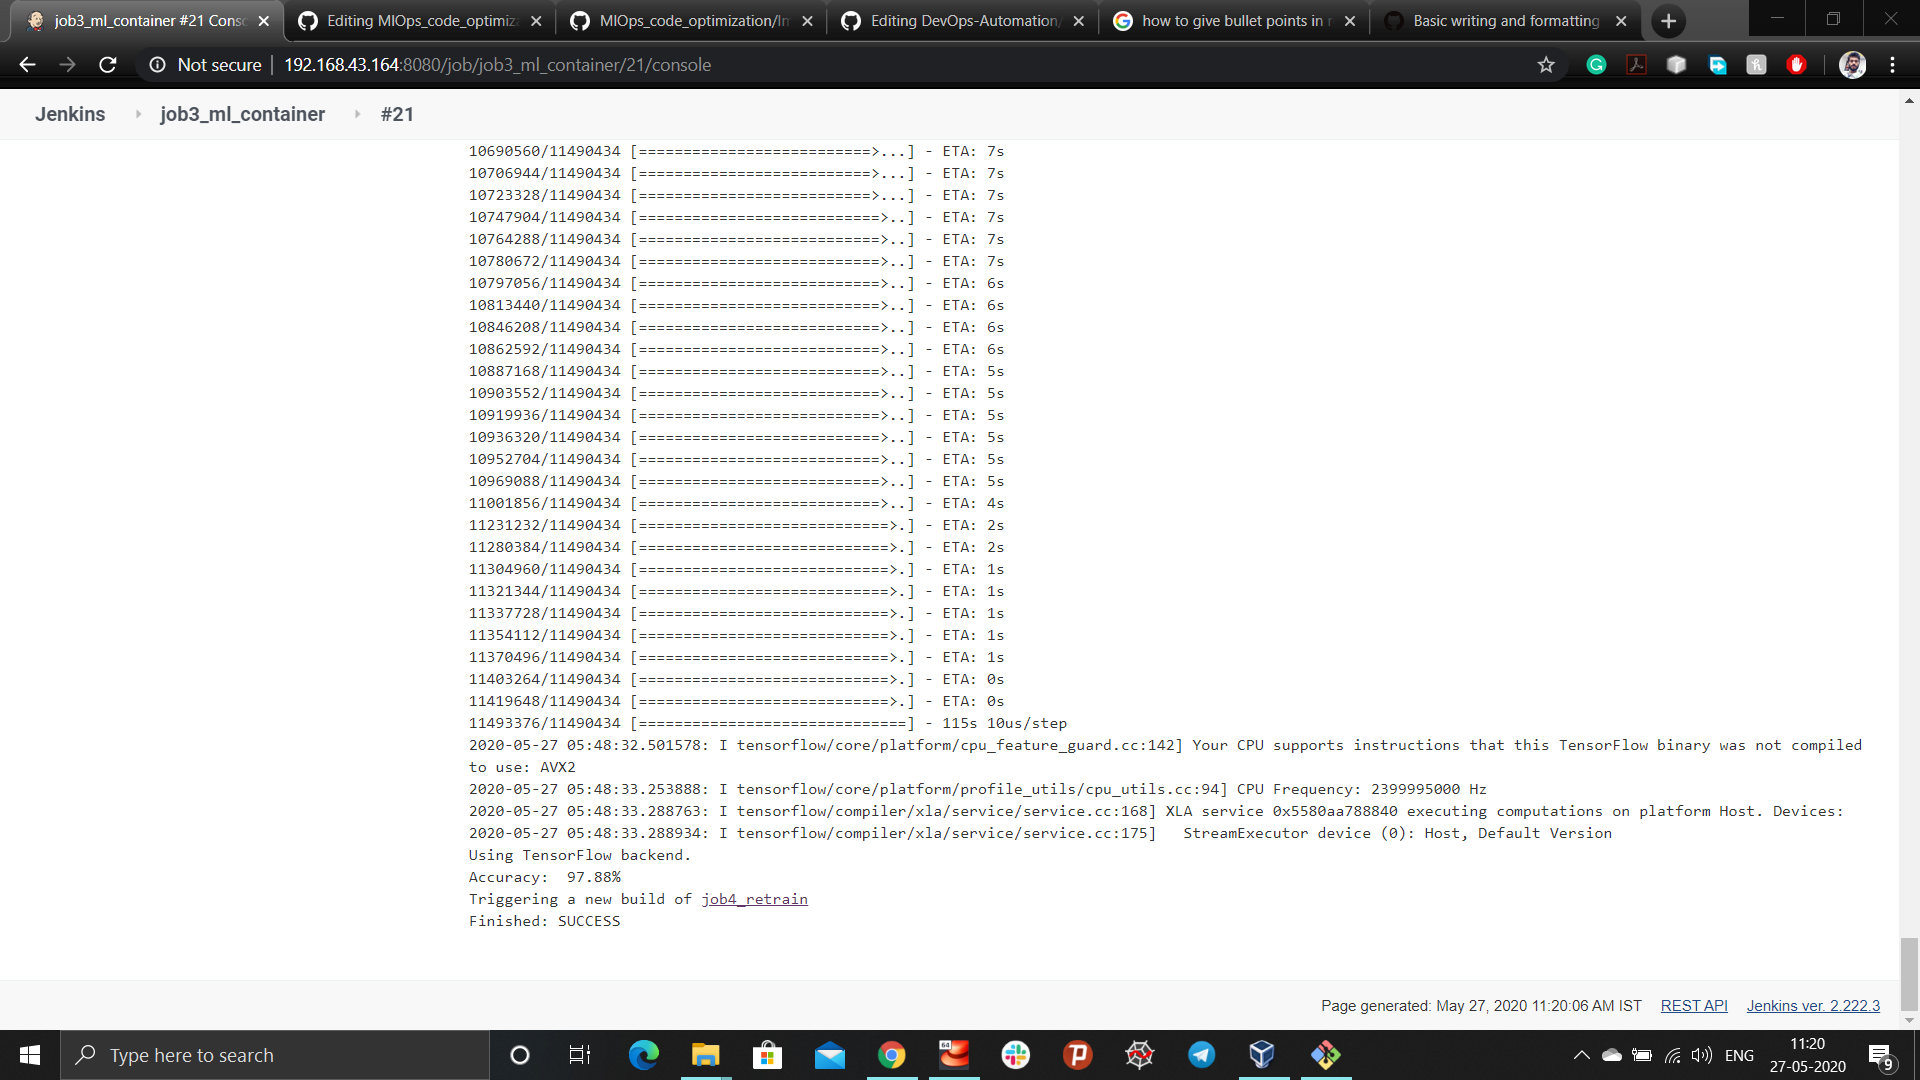 job3_ml_container #21 Conso
Editing MlOps_code_optimiza
MlOps_code_optimization/Im
Editing DevOps-Automation/
how to give bullet points in r
Basic writing and formatting
Not secure | 192.168.43.164:8080/job/job3_ml_container/21/console
Jenkins job3_ml_container #21
10690560/11490434 [==========================>...] - ETA: 7s
10706944/11490434 [==========================>...] - ETA: 7s
10723328/11490434 [==========================>...] - ETA: 7s
10747904/11490434 [===========================>..] - ETA: 7s
10764288/11490434 [===========================>..] - ETA: 7s
10780672/11490434 [===========================>..] - ETA: 7s
10797056/11490434 [===========================>..] - ETA: 6s
10813440/11490434 [===========================>..] - ETA: 6s
10846208/11490434 [===========================>..] - ETA: 6s
10862592/11490434 [===========================>..] - ETA: 6s
10887168/11490434 [===========================>..] - ETA: 5s
10903552/11490434 [===========================>..] - ETA: 5s
10919936/11490434 [===========================>..] - ETA: 5s
10936320/11490434 [===========================>..] - ETA: 5s
10952704/11490434 [===========================>..] - ETA: 5s
10969088/11490434 [===========================>..] - ETA: 5s
11001856/11490434 [===========================>..] - ETA: 4s
11231232/11490434 [============================>.] - ETA: 2s
11280384/11490434 [============================>.] - ETA: 2s
11304960/11490434 [============================>.] - ETA: 1s
11321344/11490434 [============================>.] - ETA: 1s
11337728/11490434 [============================>.] - ETA: 1s
11354112/11490434 [============================>.] - ETA: 1s
11370496/11490434 [============================>.] - ETA: 1s
11403264/11490434 [============================>.] - ETA: 0s
11419648/11490434 [============================>.] - ETA: 0s
11493376/11490434 [==============================] - 115s 10us/step
2020-05-27 05:48:32.501578: I tensorflow/core/platform/cpu_feature_guard.cc:142] Your CPU supports instructions that this TensorFlow binary was not compiled
to use: AVX2
2020-05-27 05:48:33.253888: I tensorflow/core/platform/profile_utils/cpu_utils.cc:94] CPU Frequency: 2399995000 Hz
2020-05-27 05:48:33.288763: I tensorflow/compiler/xla/service/service.cc:168] XLA service 0x5580aa788840 executing computations on platform Host. Devices:
2020-05-27 05:48:33.288934: I tensorflow/compiler/xla/service/service.cc:175]   StreamExecutor device (0): Host, Default Version
Using TensorFlow backend.
Accuracy:  97.88%
Triggering a new build of job4_retrain
Finished: SUCCESS
Page generated: May 27, 2020 11:20:06 AM IST REST API Jenkins ver. 2.222.3
Type here to search
64
ENG
11:20
27-05-2020
9